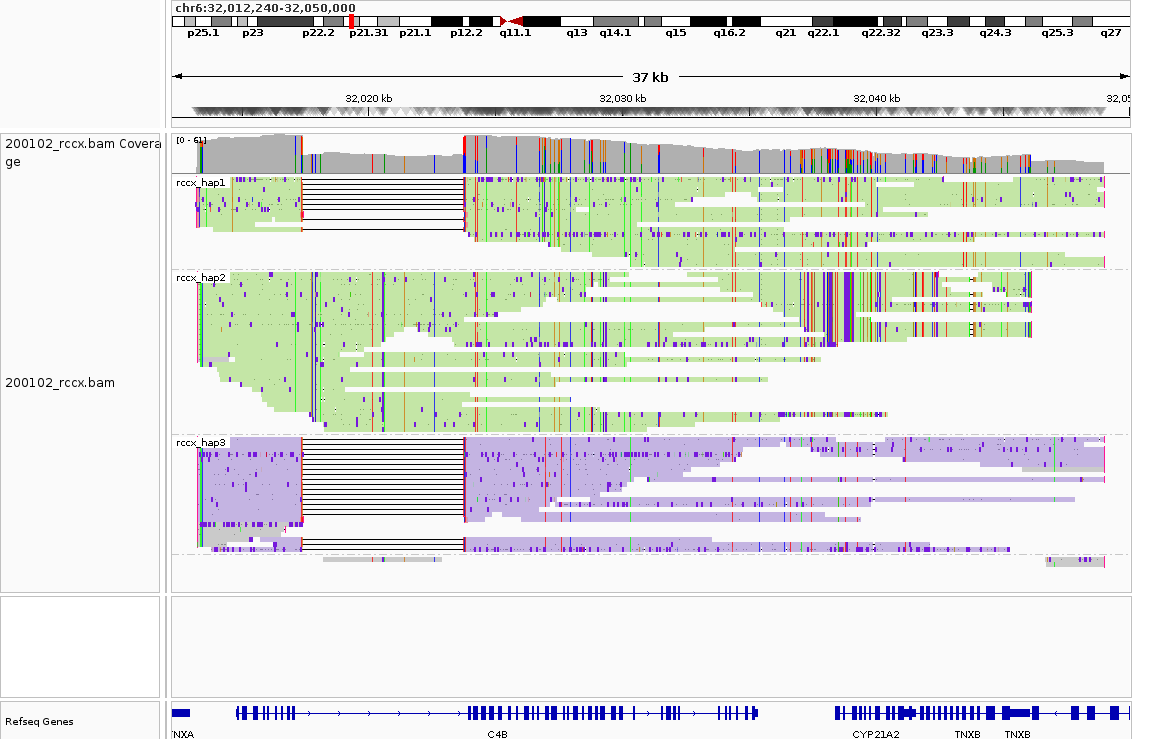 chr6:32,012,240-32,050,000
p25.1 p23 p22.2 p21.31 p21.1 p12.2 q11.1 q13 q14.1 q15 q16.2 q21 q22.1 q22.32 q23.3 q24.3 q25.3 q27
37 kb
32,020 kb 32,030 kb 32,040 kb 32,05
200102_rccx.bam Covera
ge
[0 - 61]
rccx_hap1
rccx_hap2
200102_rccx.bam
rccx_hap3
Refseq Genes
NXA C4B CYP21A2 TNXB TNXB